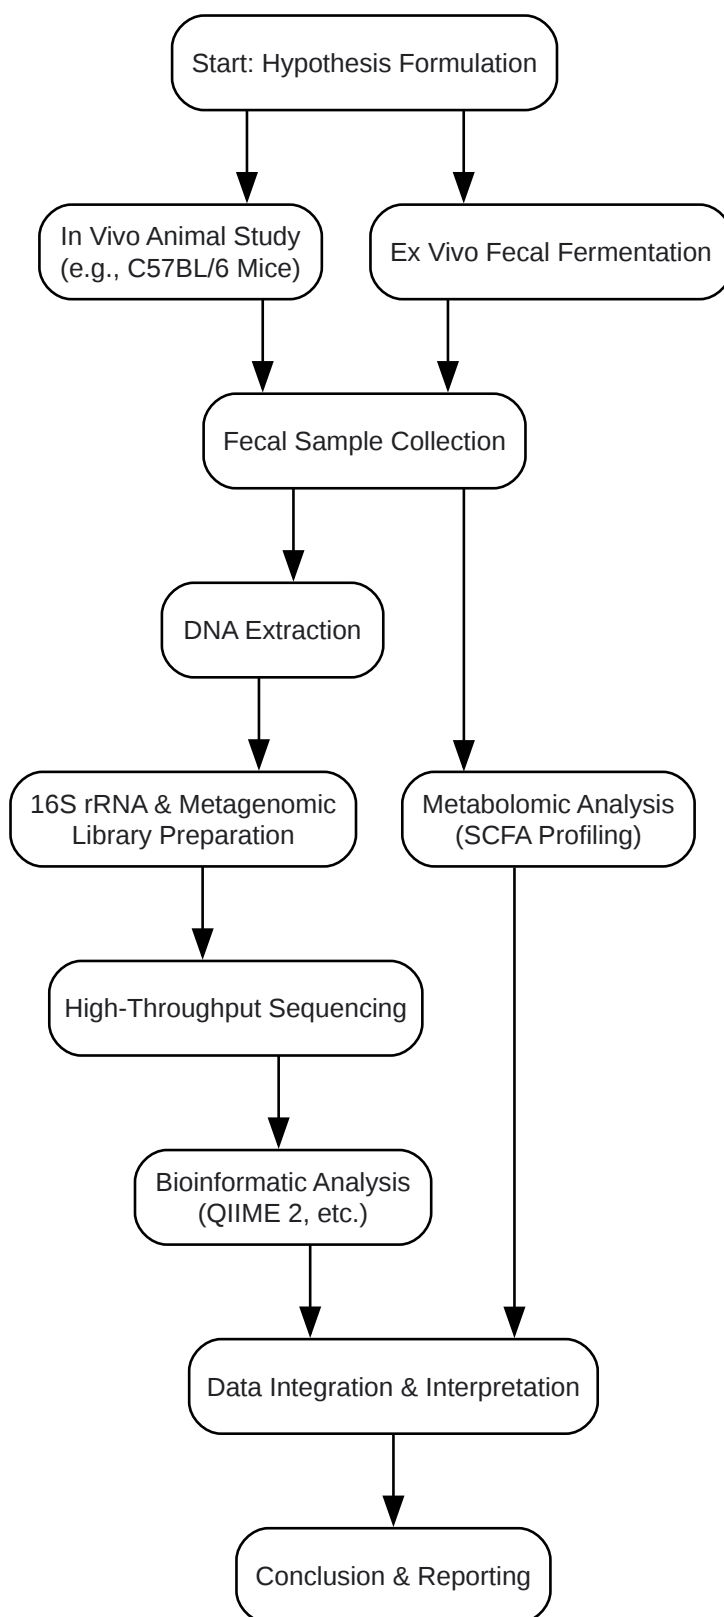 Start: Hypothesis Formulation
In Vivo Animal Study
(e.g., C57BL/6 Mice)
Ex Vivo Fecal Fermentation
Fecal Sample Collection
DNA Extraction
16S rRNA & Metagenomic
Library Preparation
Metabolomic Analysis
(SCFA Profiling)
High-Throughput Sequencing
Bioinformatic Analysis
(QIIME 2, etc.)
Data Integration & Interpretation
Conclusion & Reporting